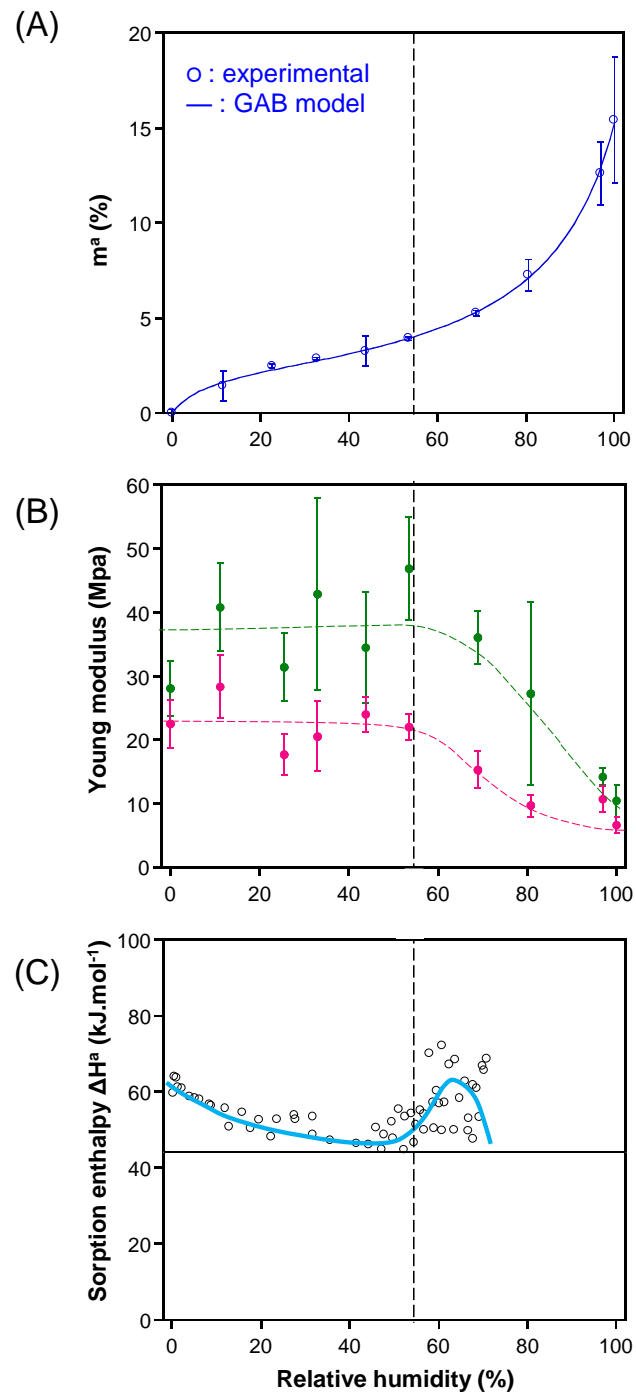 (A)
20
15
10
5
0
mᵃ (%)
○ : experimental
— : GAB model
0 20 40 60 80 100
(B)
60
50
40
30
20
10
0
Young modulus (Mpa)
0 20 40 60 80 100
(C)
100
80
60
40
20
0
Sorption enthalpy ΔHᵃ (kJ.mol⁻¹)
0 20 40 60 80 100
Relative humidity (%)